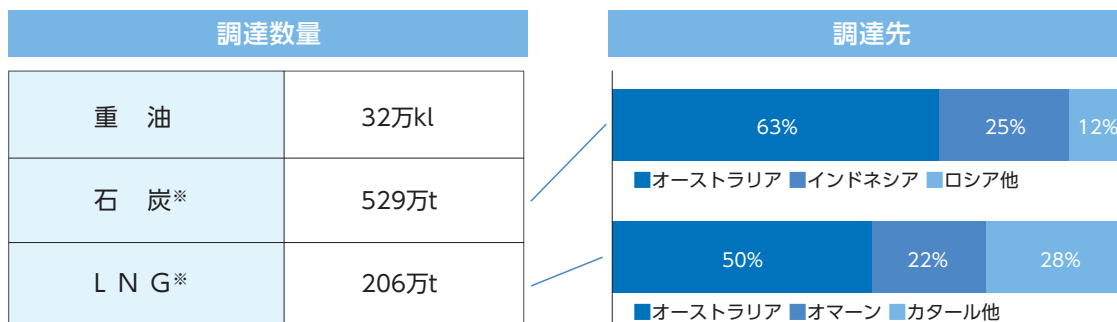 調達数量
重油 32万kl
石炭※ 529万t
LNG※ 206万t
調達先
63% 25% 12%
■オーストラリア ■インドネシア ■ロシア他
50% 22% 28%
■オーストラリア ■オマーン ■カタール他